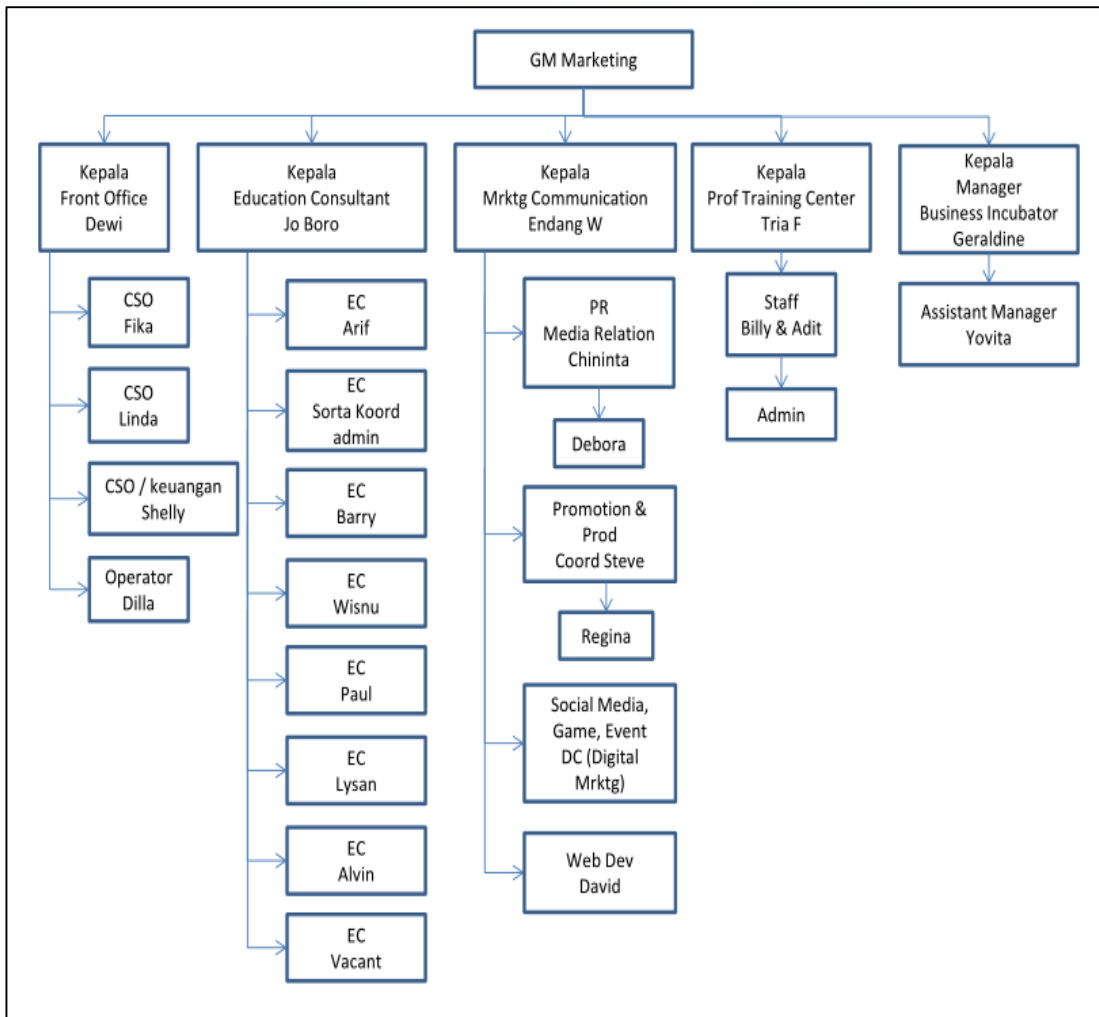 GM Marketing
Kepala
Front Office
Dewi
CSO
Fika
CSO
Linda
CSO / keuangan
Shelly
Operator
Dilla
Kepala
Education Consultant
Jo Boro
EC
Arif
EC
Sorta Koord
admin
EC
Barry
EC
Wisnu
EC
Paul
EC
Lysan
EC
Alvin
EC
Vacant
Kepala
Mrktg Communication
Endang W
PR
Media Relation
Chininta
Debora
Promotion &
Prod
Coord Steve
Regina
Social Media,
Game, Event
DC (Digital
Mrktg)
Web Dev
David
Kepala
Prof Training Center
Tria F
Staff
Billy & Adit
Admin
Kepala
Manager
Business Incubator
Geraldine
Assistant Manager
Yovita